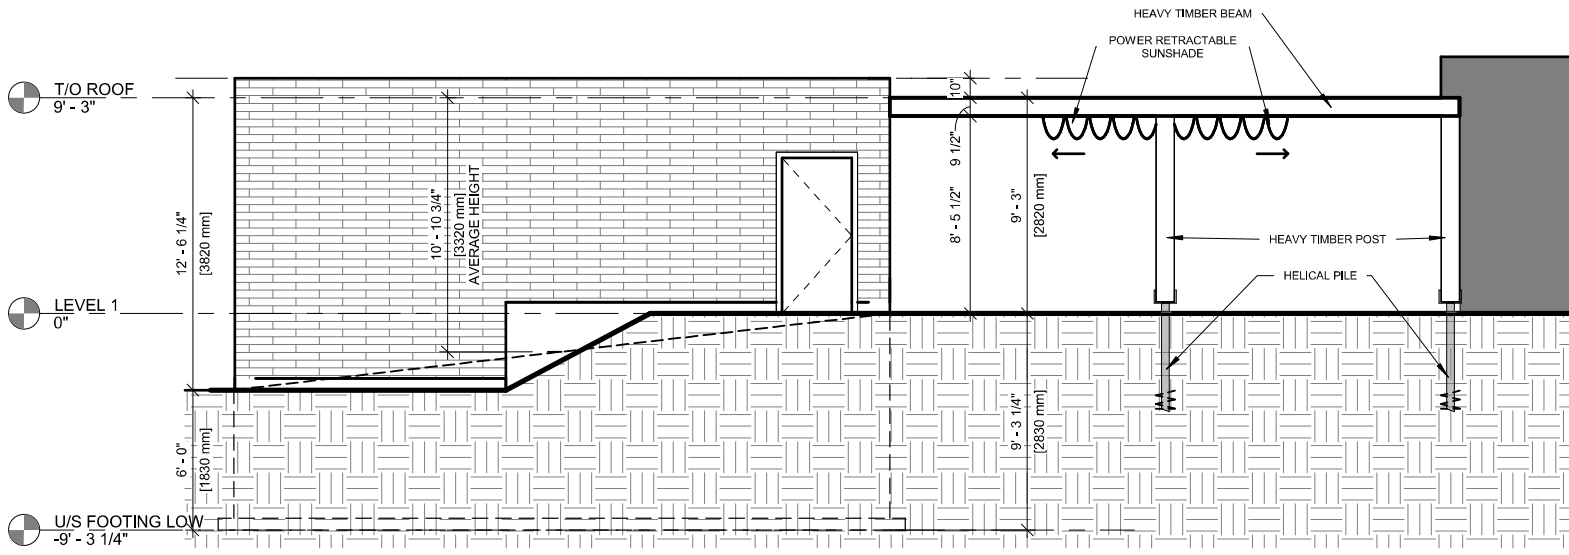 HEAVY TIMBER BEAM
POWER RETRACTABLE
SUNSHADE
T/O ROOF
9' - 3"
10"
9 1/2"
8' - 5 1/2"
9' - 3"
[2820 mm]
12' - 6 1/4"
[3820 mm]
10' - 10 3/4"
[3320 mm]
AVERAGE HEIGHT
HEAVY TIMBER POST
HELICAL PILE
LEVEL 1
0"
6' - 0"
[1830 mm]
9' - 3 1/4"
[2830 mm]
U/S FOOTING LOW
-9' - 3 1/4"